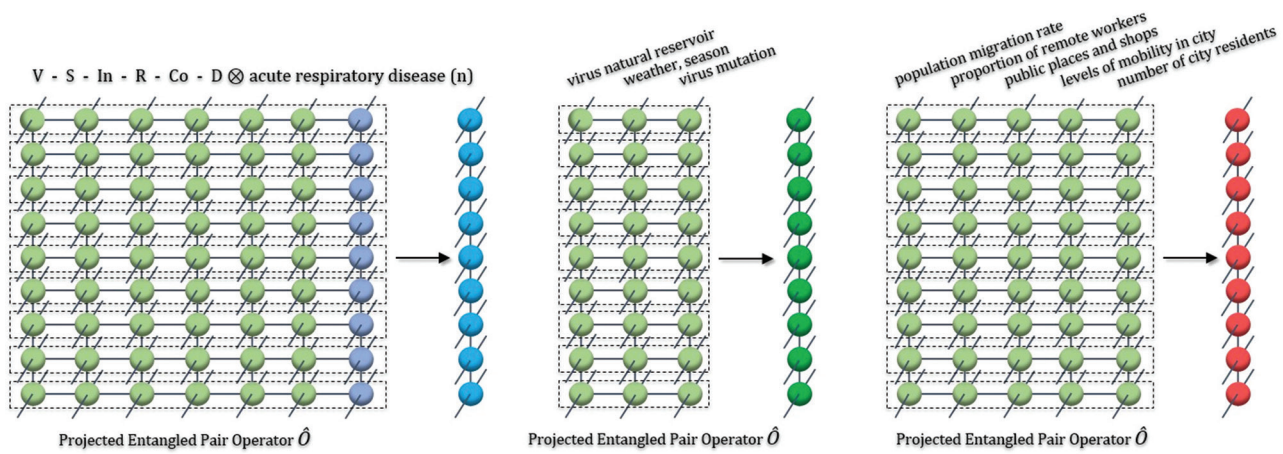 V - S - In - R - Co - D ⊗ acute respiratory disease (n)
virus natural reservoir
weather, season
virus mutation
population migration rate
proportion of remote workers
public places and shops
levels of mobility in city
number of city residents
Projected Entangled Pair Operator Ô
Projected Entangled Pair Operator Ô
Projected Entangled Pair Operator Ô